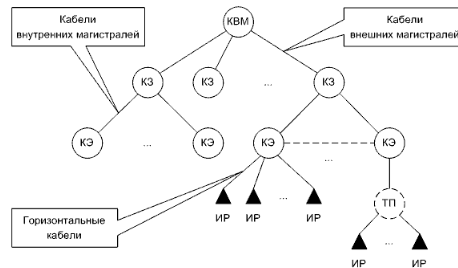 Кабели
внутренних магистралей
КВМ
Кабели
внешних магистралей
КЗ
КЗ
...
КЗ
КЭ
...
КЭ
КЭ
...
КЭ
Горизонтальные
кабели
...
ИР
ИР
ИР
ТП
...
ИР
ИР